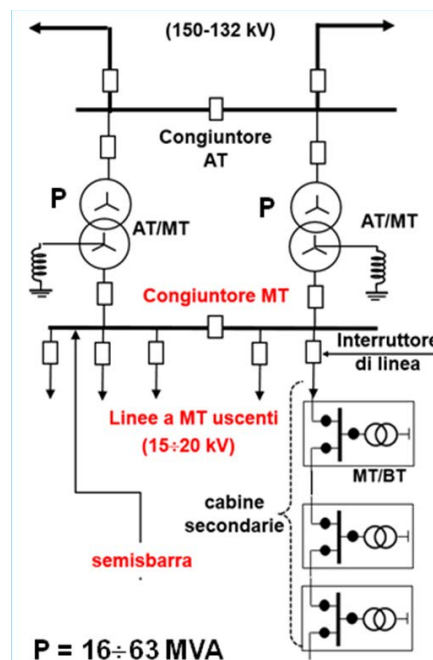 (150-132 kV)
Congiuntore
AT
P
AT/MT
P
AT/MT
Congiuntore MT
Interruttore
di linea
Linee a MT uscenti
(15÷20 kV)
MT/BT
cabine
secondarie
semisbarra
P = 16÷63 MVA